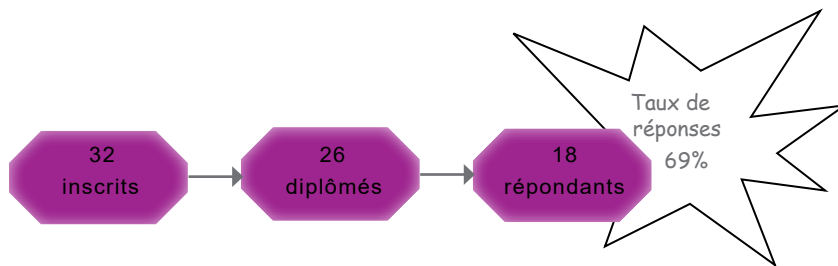 32
inscrits
26
diplômés
18
répondants
Taux de
réponses
69%